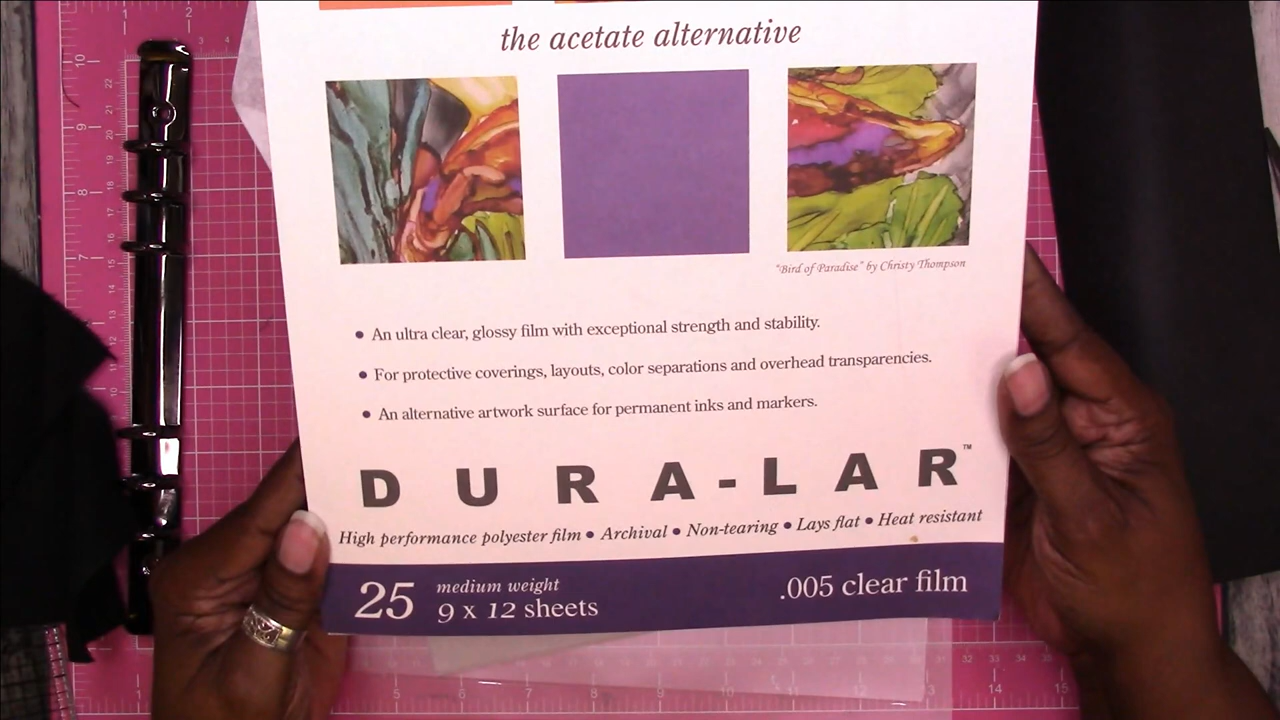 the acetate alternative
"Bird of Paradise" by Christy Thompson
• An ultra clear, glossy film with exceptional strength and stability.
• For protective coverings, layouts, color separations and overhead transparencies.
• An alternative artwork surface for permanent inks and markers.
DURA-LAR™
High performance polyester film • Archival • Non-tearing • Lays flat • Heat resistant
25 medium weight
9 x 12 sheets
.005 clear film